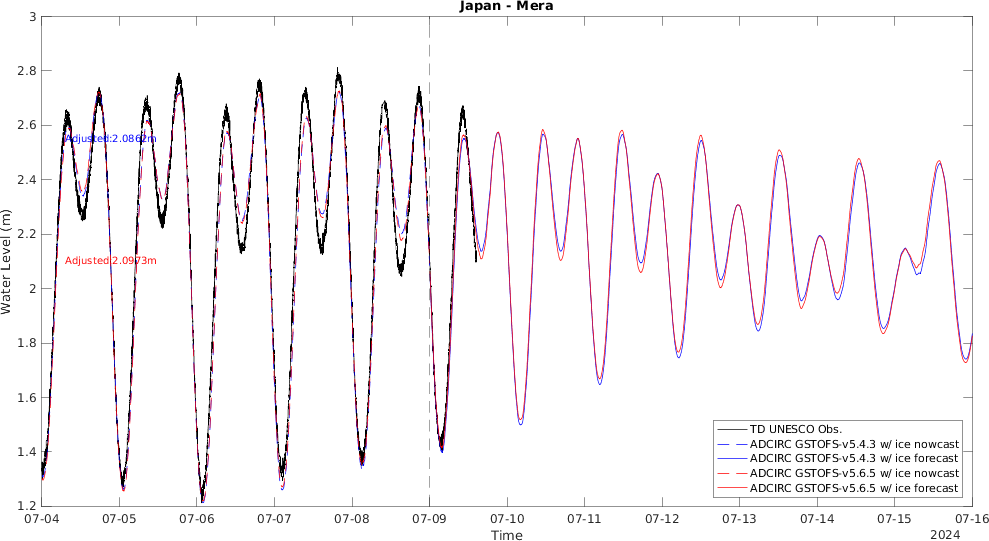 Japan - Mera
3
2.8
2.6
2.4
2.2
2
1.8
1.6
1.4
1.2
Water Level (m)
Adjusted:2.0862m
Adjusted:2.0973m
TD UNESCO Obs.
ADCIRC GSTOFS-v5.4.3 w/ ice nowcast
ADCIRC GSTOFS-v5.4.3 w/ ice forecast
ADCIRC GSTOFS-v5.6.5 w/ ice nowcast
ADCIRC GSTOFS-v5.6.5 w/ ice forecast
07-04 07-05 07-06 07-07 07-08 07-09 07-10 07-11 07-12 07-13 07-14 07-15 07-16
Time
2024